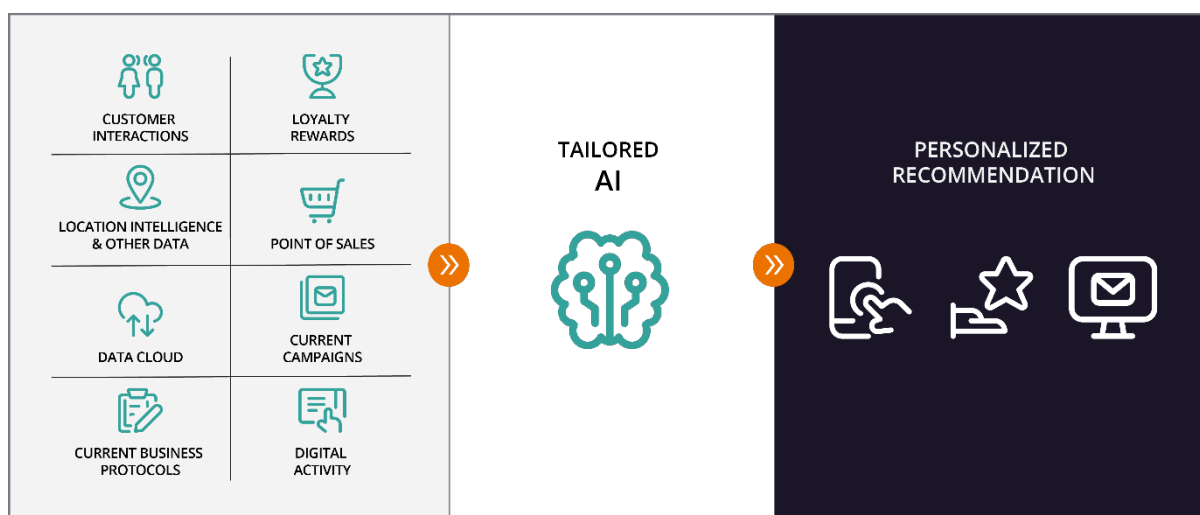 CUSTOMER
INTERACTIONS
LOYALTY
REWARDS
LOCATION INTELLIGENCE
& OTHER DATA
POINT OF SALES
DATA CLOUD
CURRENT
CAMPAIGNS
CURRENT BUSINESS
PROTOCOLS
DIGITAL
ACTIVITY
TAILORED
AI
PERSONALIZED
RECOMMENDATION